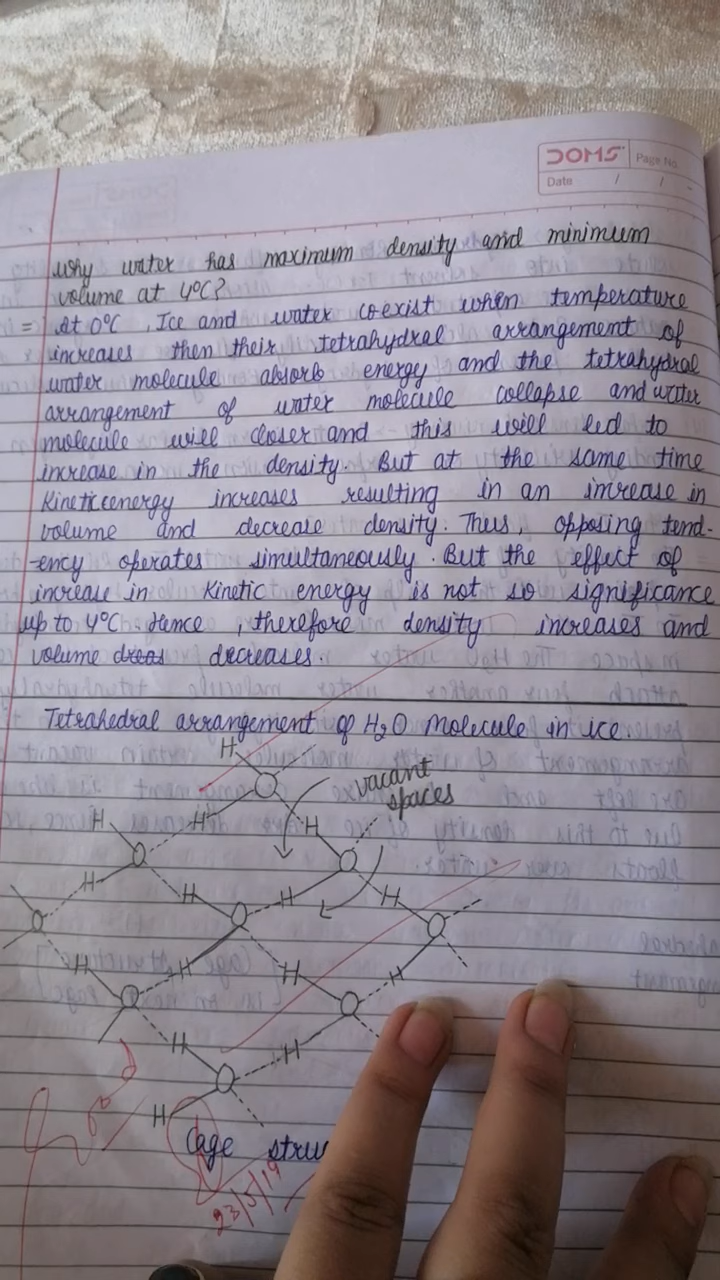 DOMS
Page No.
Date / /
why water has maximum density and minimum
volume at 4°C?
= At 0°C, Ice and water coexist when temperature
increases then their tetrahydral arrangement of
water molecule absorb energy and the tetrahydral
arrangement of water molecule collapse and water
molecule will closer and this will led to
increase in the density. But at the same time
Kinetic energy increases resulting in an increase in
volume and decrease density. Thus opposing tend-
-ency operates simultaneously. But the effect of
increase in Kinetic energy is not so significance
up to 4°C Hence, therefore density increases and
volume dreas decreases.
Tetrahedral arrangement of H2O molecule in ice.
H
O
vacant
spaces
H
H
H
O
O
H
H
H
H
O
O
O
H
H
H
H
O
O
H
H
O
H
Good
Cage struc
23/5/19